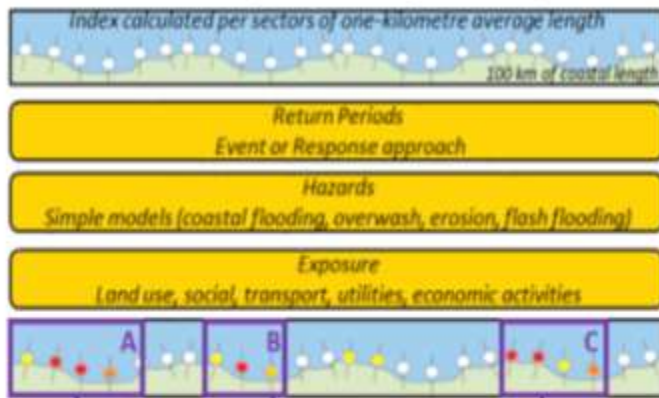 Index calculated per sectors of one-kilometre average length
100 km of coastal length
Return Periods
Event or Response approach
Hazards
Simple models (coastal flooding, overwash, erosion, flash flooding)
Exposure
Land use, social, transport, utilities, economic activities
A
B
C